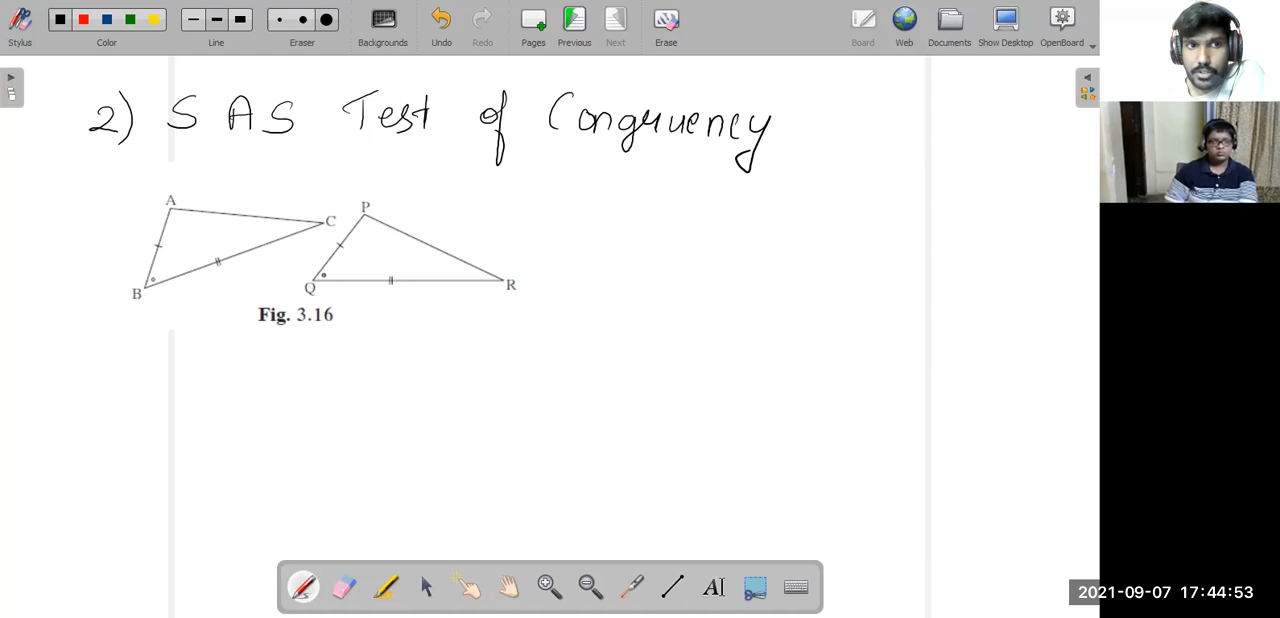 Stylus
Color
Line
Eraser
Backgrounds
Undo
Redo
Pages
Previous
Next
Erase
Board
Web
Documents
Show Desktop
OpenBoard
2) SAS Test of Congruency
A
C
B
P
Q
R
Fig. 3.16
AI
2021-09-07 17:44:53